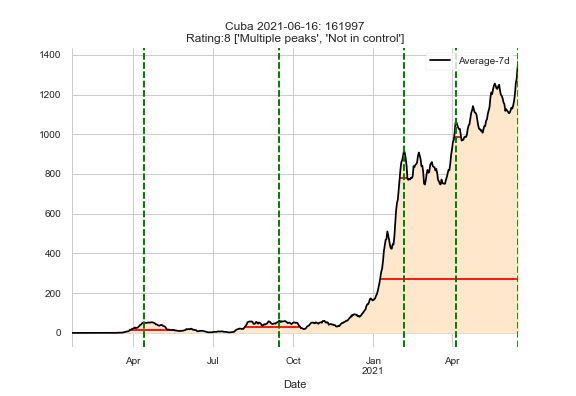 Cuba 2021-06-16: 161997
Rating:8 ['Multiple peaks', 'Not in control']
Average-7d
1400
1200
1000
800
600
400
200
0
Apr Jul Oct Jan Apr
2021
Date